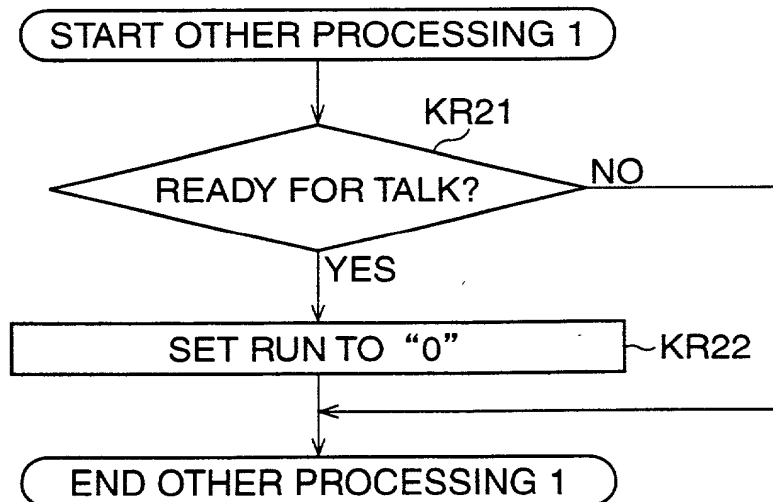 START OTHER PROCESSING 1
KR21
READY FOR TALK?
NO
YES
SET RUN TO “0”
KR22
END OTHER PROCESSING 1